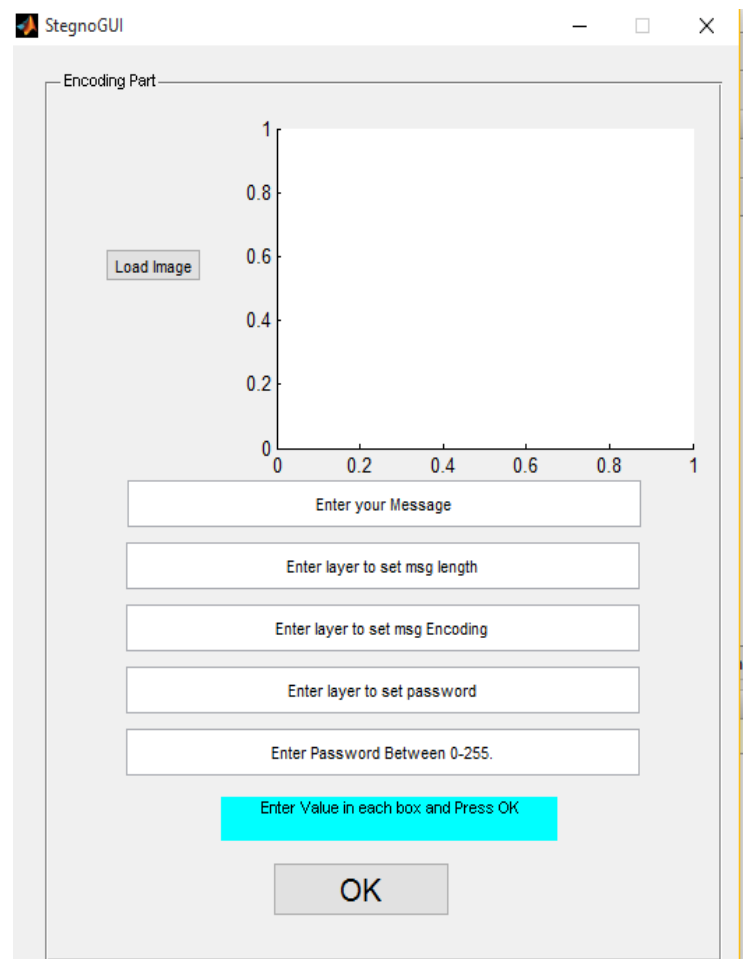 StegnoGUI
Encoding Part
1
0.8
0.6
Load Image
0.4
0.2
0
0 0.2 0.4 0.6 0.8 1
Enter your Message
Enter layer to set msg length
Enter layer to set msg Encoding
Enter layer to set password
Enter Password Between 0-255.
Enter Value in each box and Press OK
OK